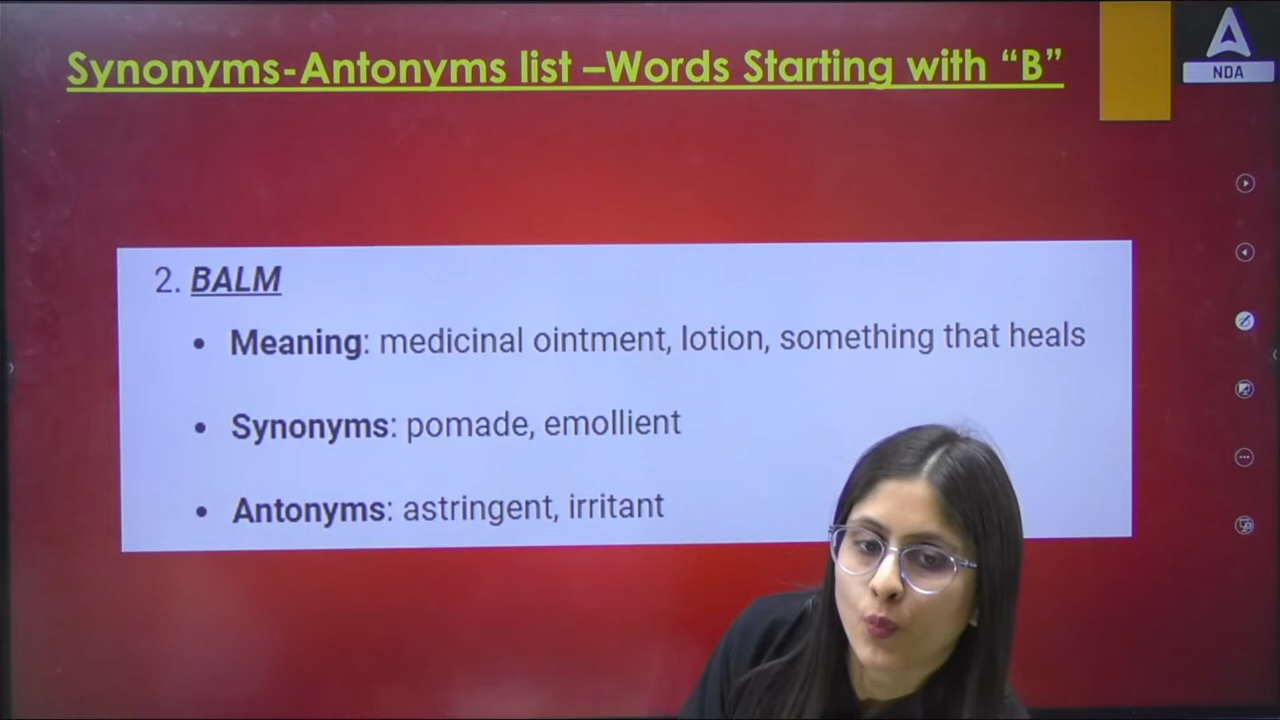 Synonyms-Antonyms list –Words Starting with “B”
NDA
2. BALM
• Meaning: medicinal ointment, lotion, something that heals
• Synonyms: pomade, emollient
• Antonyms: astringent, irritant